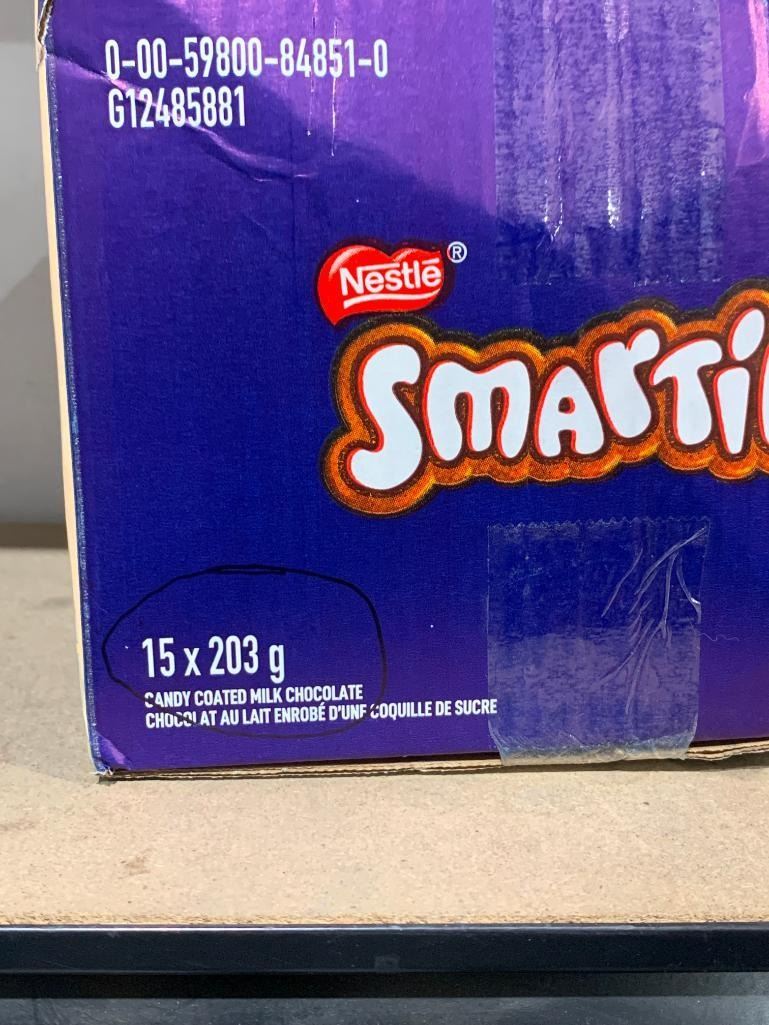 0-00-59800-84851-0
G12485881
Nestlé®
SMARTI
15 x 203 g
CANDY COATED MILK CHOCOLATE
CHOCOLAT AU LAIT ENROBÉ D'UNE COQUILLE DE SUCRE